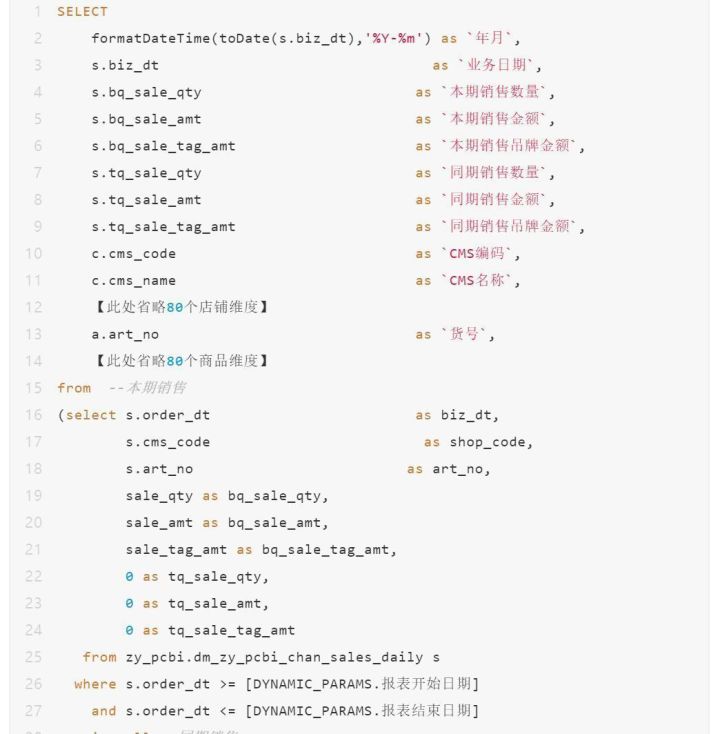 1 SELECT
2 formatDateTime(toDate(s.biz_dt),'%Y-%m') as `年月`,
3 s.biz_dt as `业务日期`,
4 s.bq_sale_qty as `本期销售数量`,
5 s.bq_sale_amt as `本期销售金额`,
6 s.bq_sale_tag_amt as `本期销售吊牌金额`,
7 s.tq_sale_qty as `同期销售数量`,
8 s.tq_sale_amt as `同期销售金额`,
9 s.tq_sale_tag_amt as `同期销售吊牌金额`,
10 c.cms_code as `CMS编码`,
11 c.cms_name as `CMS名称`,
12 【此处省略80个店铺维度】
13 a.art_no as `货号`,
14 【此处省略80个商品维度】
15 from --本期销售
16 (select s.order_dt as biz_dt,
17 s.cms_code as shop_code,
18 s.art_no as art_no,
19 sale_qty as bq_sale_qty,
20 sale_amt as bq_sale_amt,
21 sale_tag_amt as bq_sale_tag_amt,
22 0 as tq_sale_qty,
23 0 as tq_sale_amt,
24 0 as tq_sale_tag_amt
25 from zy_pcbi.dm_zy_pcbi_chan_sales_daily s
26 where s.order_dt >= [DYNAMIC_PARAMS.报表开始日期]
27 and s.order_dt <= [DYNAMIC_PARAMS.报表结束日期]